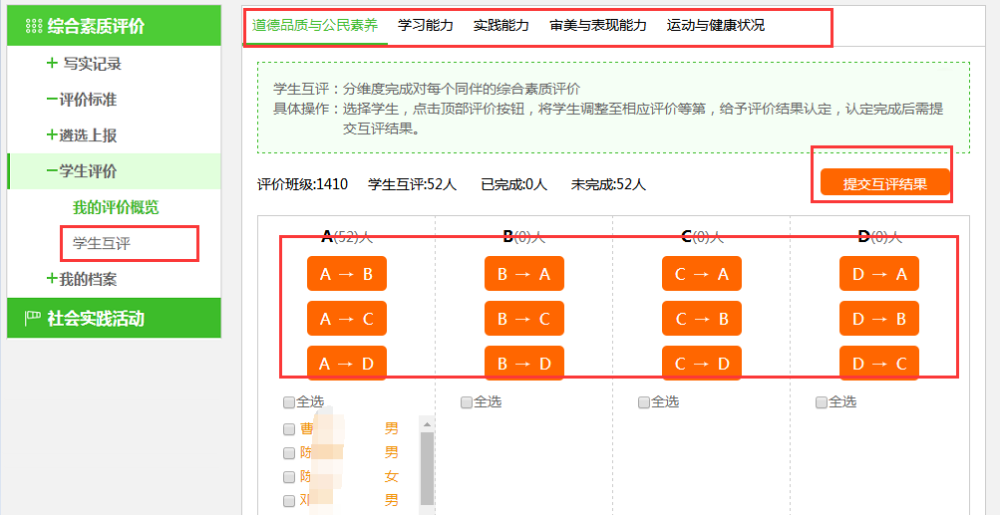 综合素质评价
+ 写实记录
−评价标准
+遴选上报
−学生评价
我的评价概览
学生互评
+我的档案
社会实践活动
道德品质与公民素养 学习能力 实践能力 审美与表现能力 运动与健康状况
学生互评：分维度完成对每个同伴的综合素质评价
具体操作：选择学生，点击顶部评价按钮，将学生调整至相应评价等第，给予评价结果认定，认定完成后需提
交互评结果。
评价班级:1410 学生互评:52人 已完成:0人 未完成:52人 提交互评结果
A(52)人 B(0)人 C(0)人 D(0)人
A → B B → A C → A D → A
A → C B → C C → B D → B
A → D B → D C → D D → C
全选 全选 全选 全选
曹 男
陈 男
陈 女
邓 男